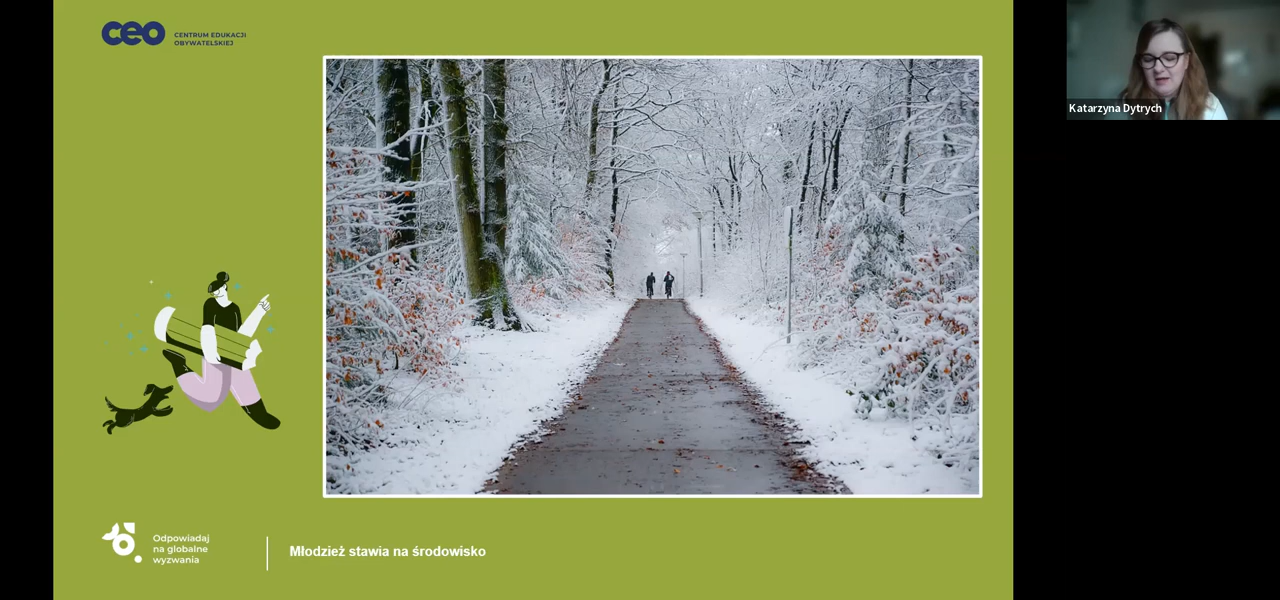 ceo
CENTRUM EDUKACJI
OBYWATELSKIEJ
Katarzyna Dytrych
Odpowiadaj
na globalne
wyzwania
Młodzież stawia na środowisko